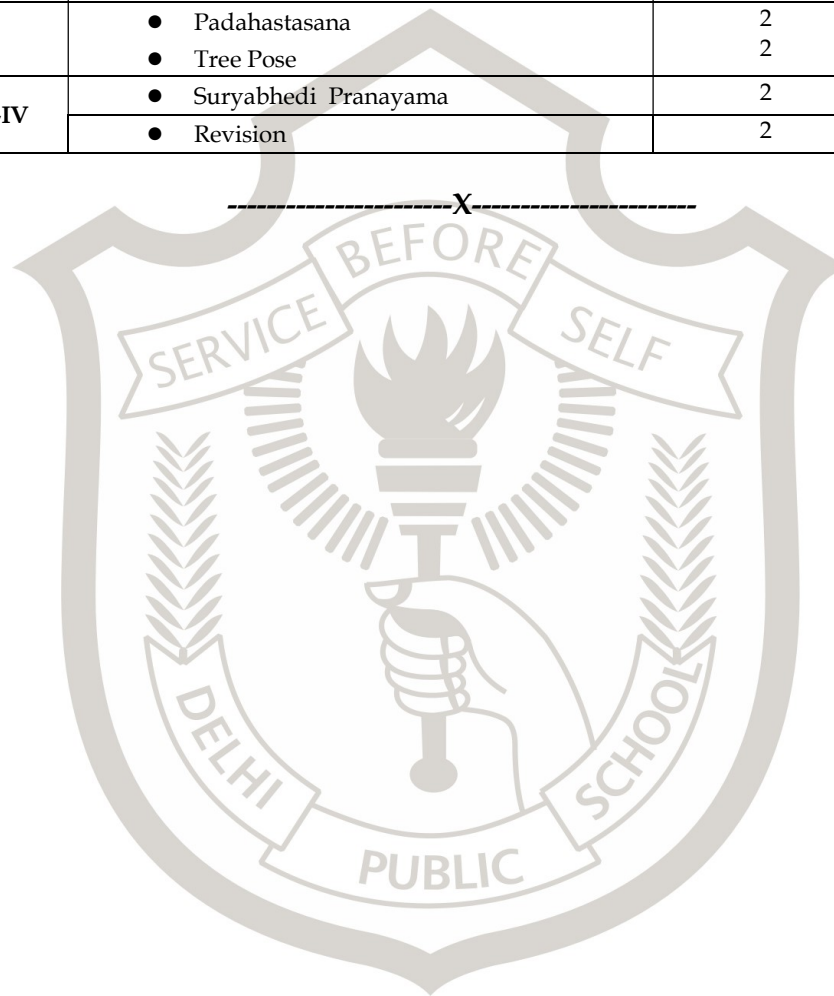 ● Padahastasana 2
● Tree Pose 2
-IV ● Suryabhedi Pranayama 2
● Revision 2
-----------------------X-----------------------
SERVICE BEFORE SELF
DELHI PUBLIC SCHOOL